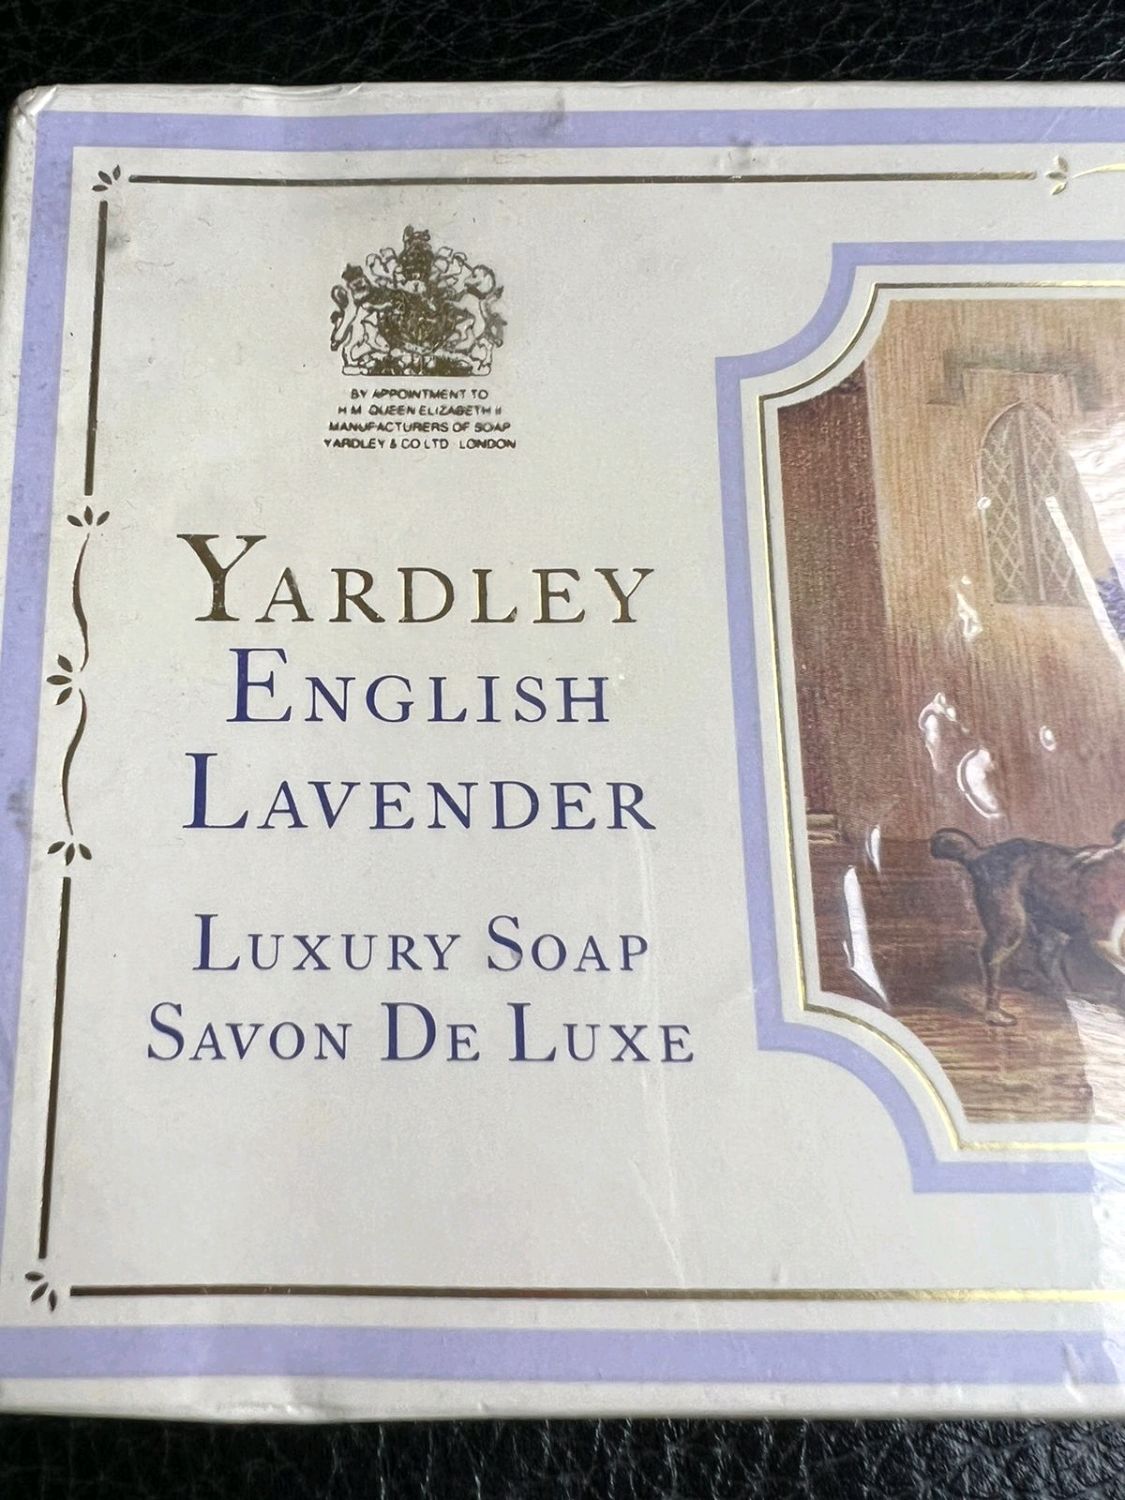 BY APPOINTMENT TO
H M QUEEN ELIZABETH II
MANUFACTURERS OF SOAP
YARDLEY & CO LTD LONDON
YARDLEY
ENGLISH
LAVENDER
LUXURY SOAP
SAVON DE LUXE